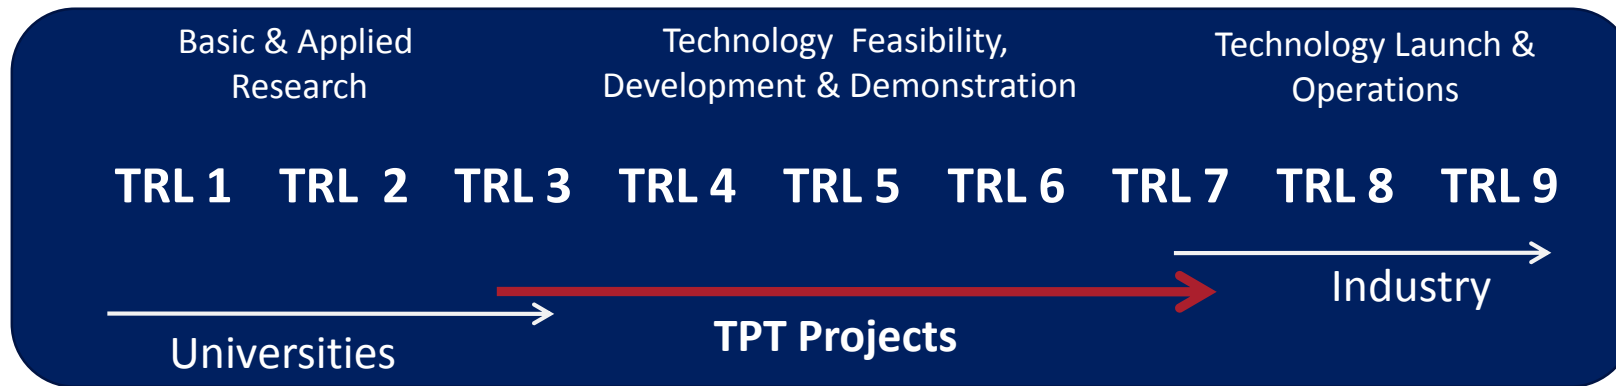 Basic & Applied
Research
Technology  Feasibility,
Development & Demonstration
Technology Launch &
Operations
TRL 1 TRL  2 TRL 3 TRL 4 TRL 5 TRL 6 TRL 7 TRL 8 TRL 9
Industry
TPT Projects
Universities